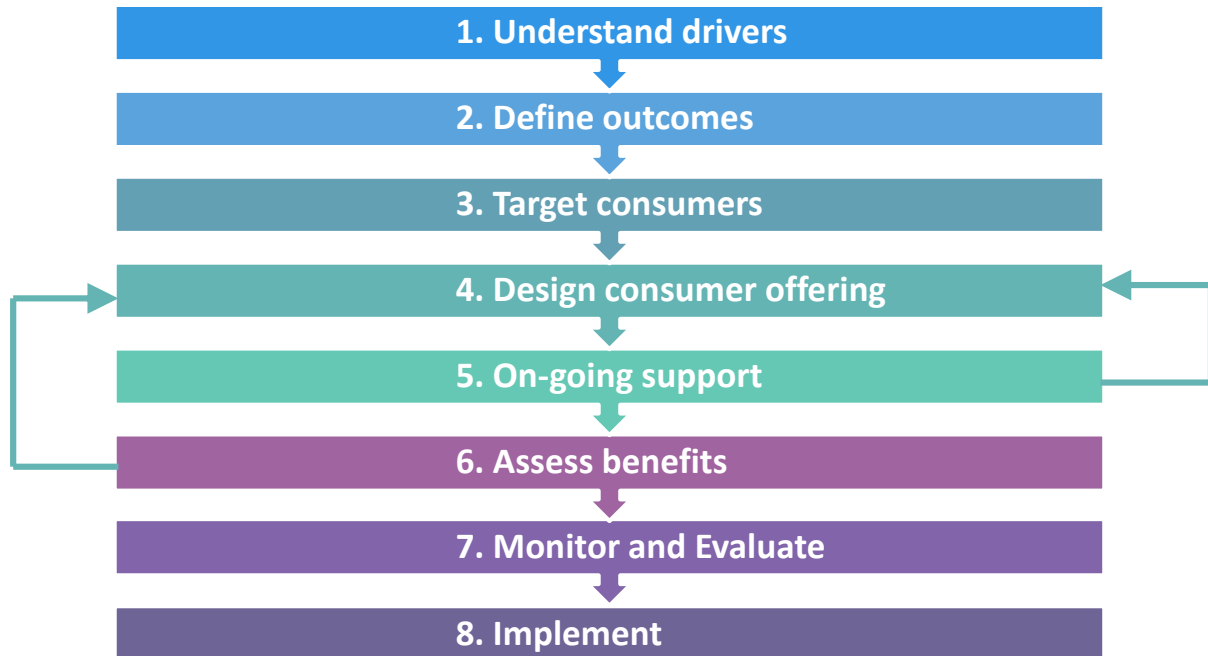 1. Understand drivers
2. Define outcomes
3. Target consumers
4. Design consumer offering
5. On-going support
6. Assess benefits
7. Monitor and Evaluate
8. Implement